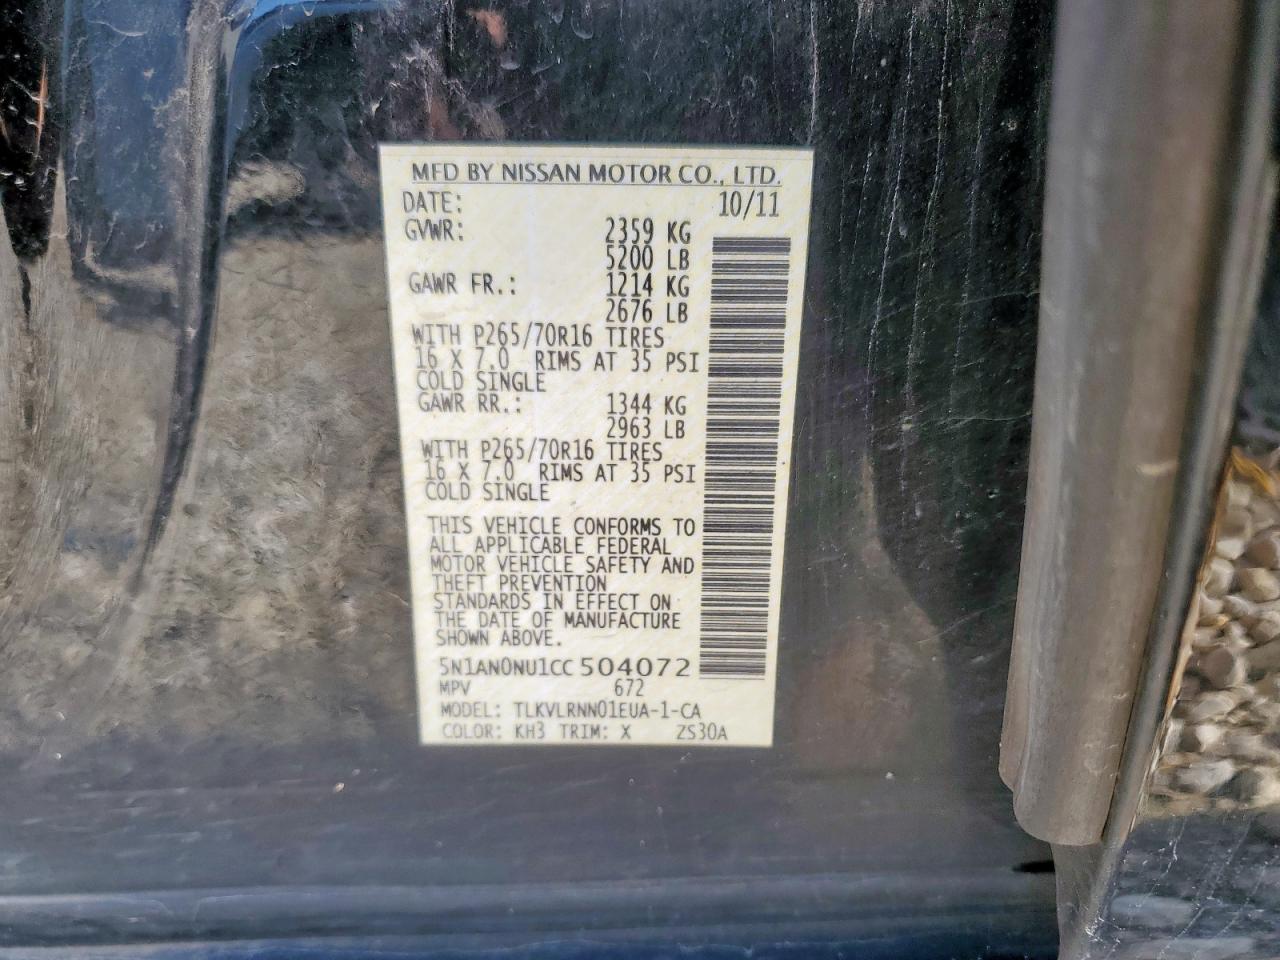 MFD BY NISSAN MOTOR CO., LTD.
DATE: 10/11
GVWR: 2359 KG
5200 LB
GAWR FR.: 1214 KG
2676 LB
WITH P265/70R16 TIRES
16 X 7.0 RIMS AT 35 PSI
COLD SINGLE
GAWR RR.: 1344 KG
2963 LB
WITH P265/70R16 TIRES
16 X 7.0 RIMS AT 35 PSI
COLD SINGLE
THIS VEHICLE CONFORMS TO
ALL APPLICABLE FEDERAL
MOTOR VEHICLE SAFETY AND
THEFT PREVENTION
STANDARDS IN EFFECT ON
THE DATE OF MANUFACTURE
SHOWN ABOVE.
5N1AN0NU1CC504072
MPV 672
MODEL: TLKVLRNN01EUA-1-CA
COLOR: KH3 TRIM: X ZS30A